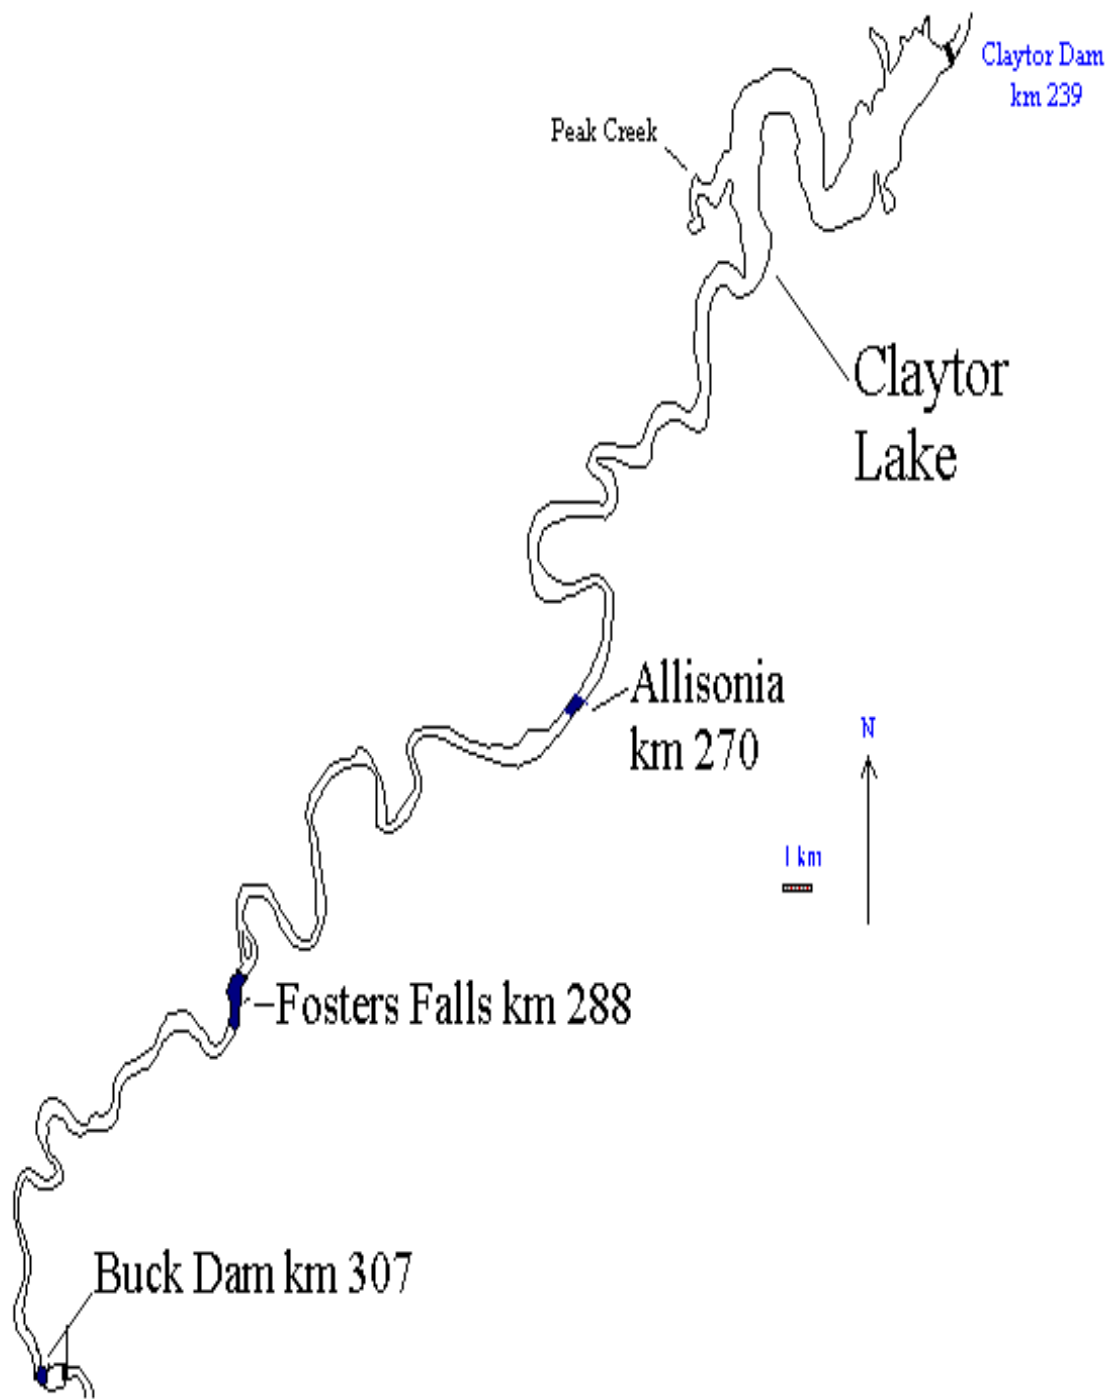 Claytor Dam
km 239
Peak Creek
Claytor
Lake
Allisonia
km 270
N
1 km
Fosters Falls km 288
Buck Dam km 307